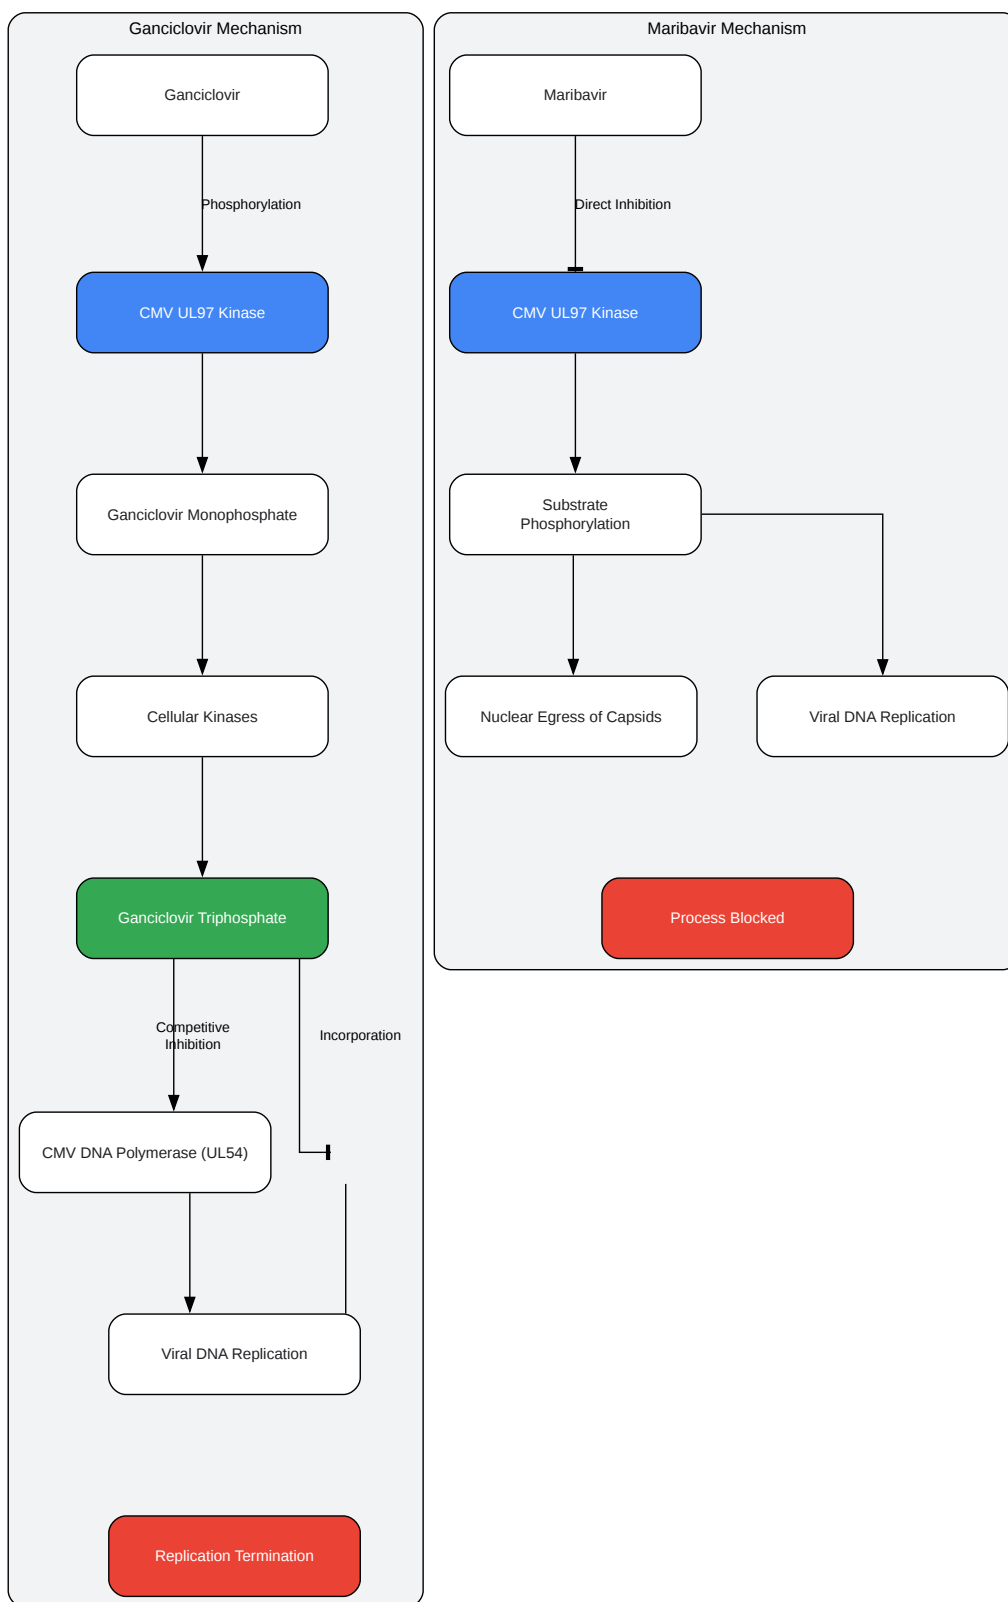 Ganciclovir Mechanism
Ganciclovir
Phosphorylation
CMV UL97 Kinase
Ganciclovir Monophosphate
Cellular Kinases
Ganciclovir Triphosphate
Competitive
Inhibition
Incorporation
CMV DNA Polymerase (UL54)
Viral DNA Replication
Replication Termination
Maribavir Mechanism
Maribavir
Direct Inhibition
CMV UL97 Kinase
Substrate
Phosphorylation
Nuclear Egress of Capsids
Viral DNA Replication
Process Blocked